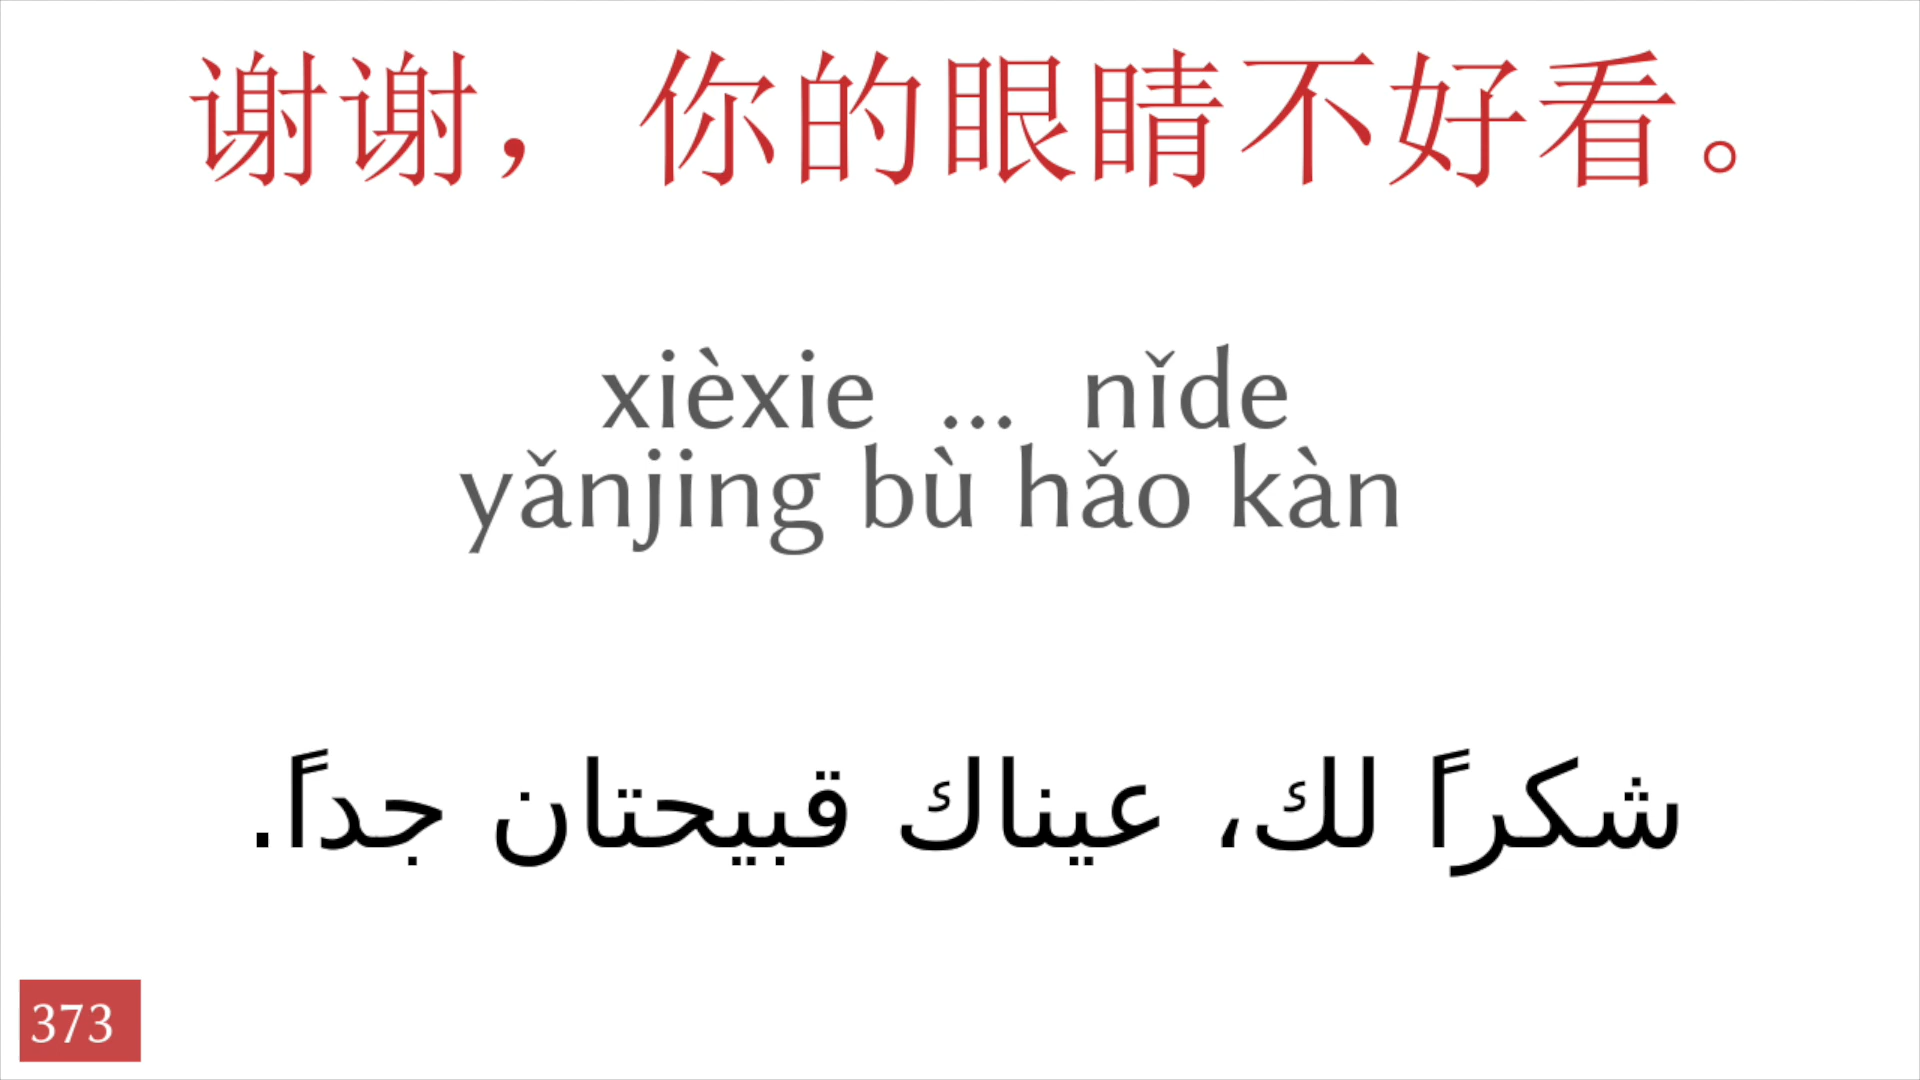 谢谢，你的眼睛不好看。
xièxie ... nǐde
yǎnjing bù hǎo kàn
شكراً لك، عيناك قبيحتان جداً.
373